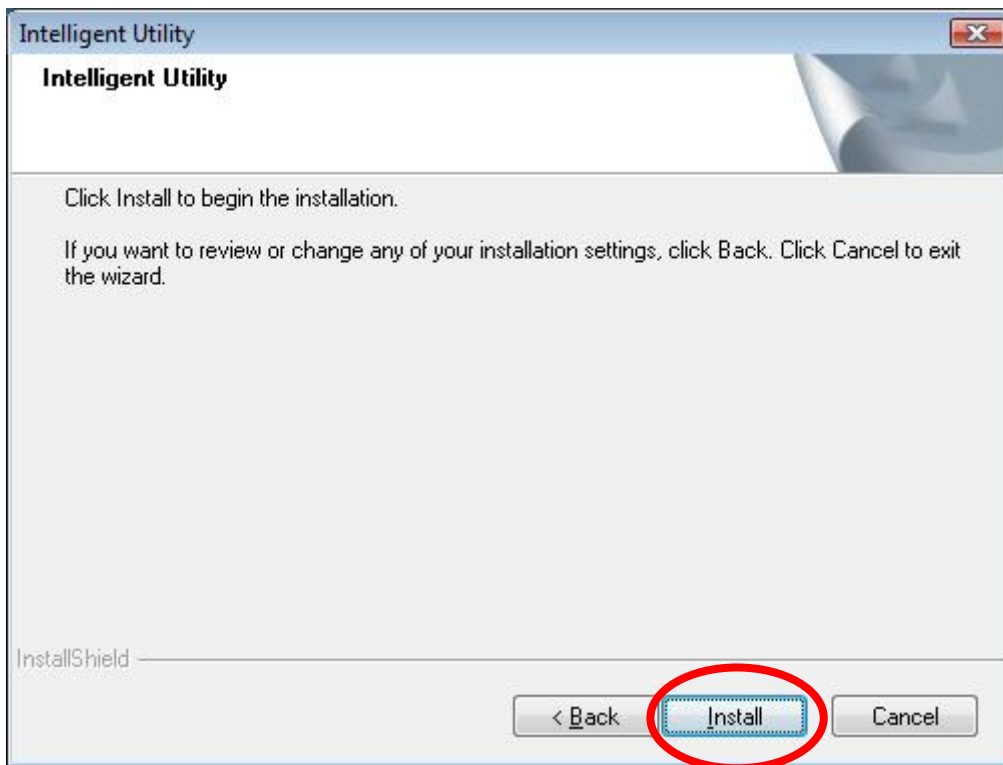 Intelligent Utility
Intelligent Utility
Click Install to begin the installation.
If you want to review or change any of your installation settings, click Back. Click Cancel to exit
the wizard.
InstallShield
< Back
Install
Cancel